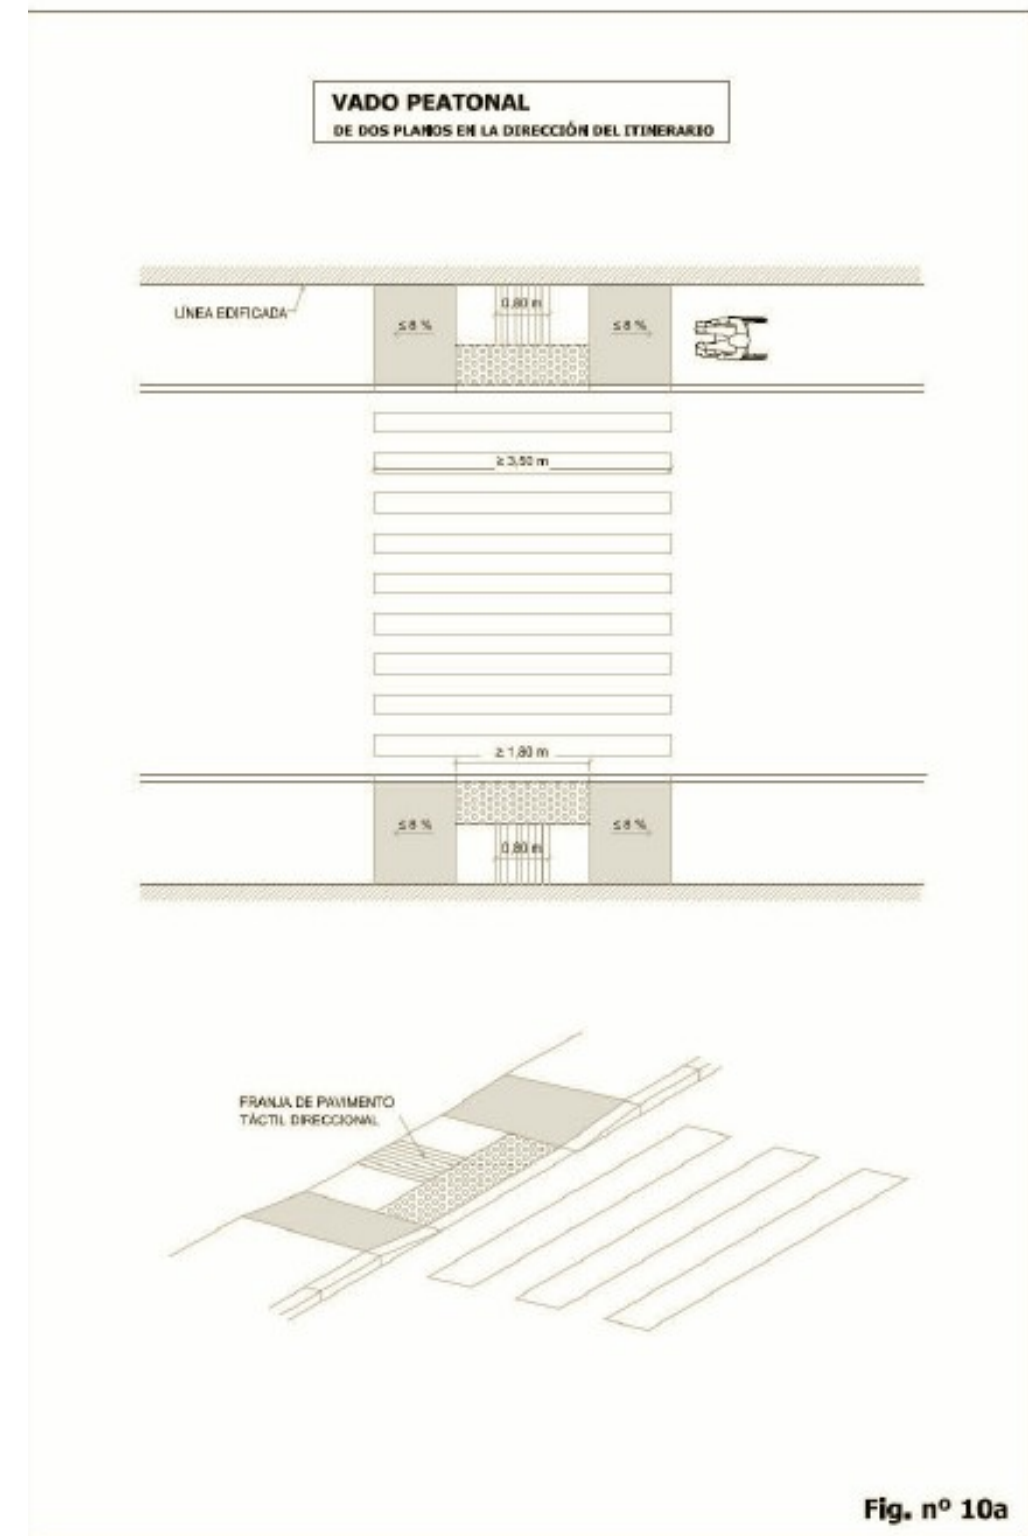 VADO PEATONAL
DE DOS PLANOS EN LA DIRECCIÓN DEL ITINERARIO
LÍNEA EDIFICADA
≤ 8 %
0,80 m
≤ 8 %
≥ 3,50 m
≥ 1,80 m
≤ 8 %
0,80 m
≤ 8 %
FRANJA DE PAVIMENTO
TÁCTIL DIRECCIONAL
Fig. nº 10a